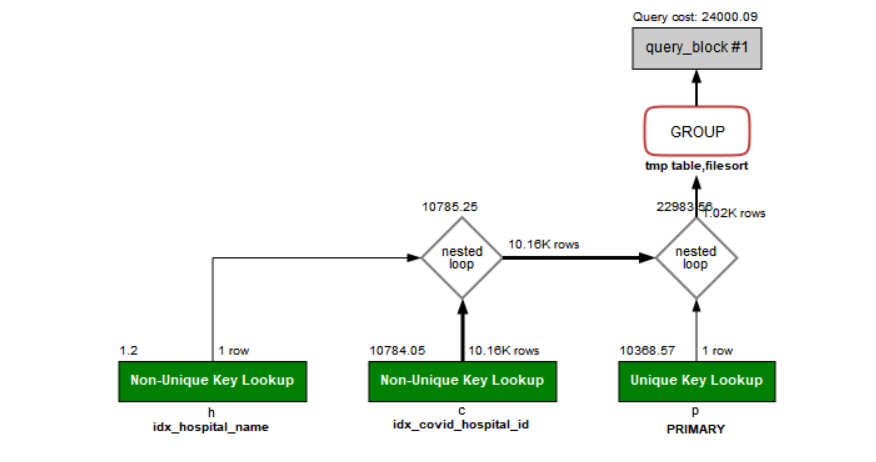 Query cost: 24000.09
query_block #1
GROUP
tmp table,filesort
10785.25
22983.56
1.02K rows
nested
loop
10.16K rows
nested
loop
1.2
1 row
10784.05
10.16K rows
10368.57
1 row
Non-Unique Key Lookup
Non-Unique Key Lookup
Unique Key Lookup
h
c
p
idx_hospital_name
idx_covid_hospital_id
PRIMARY